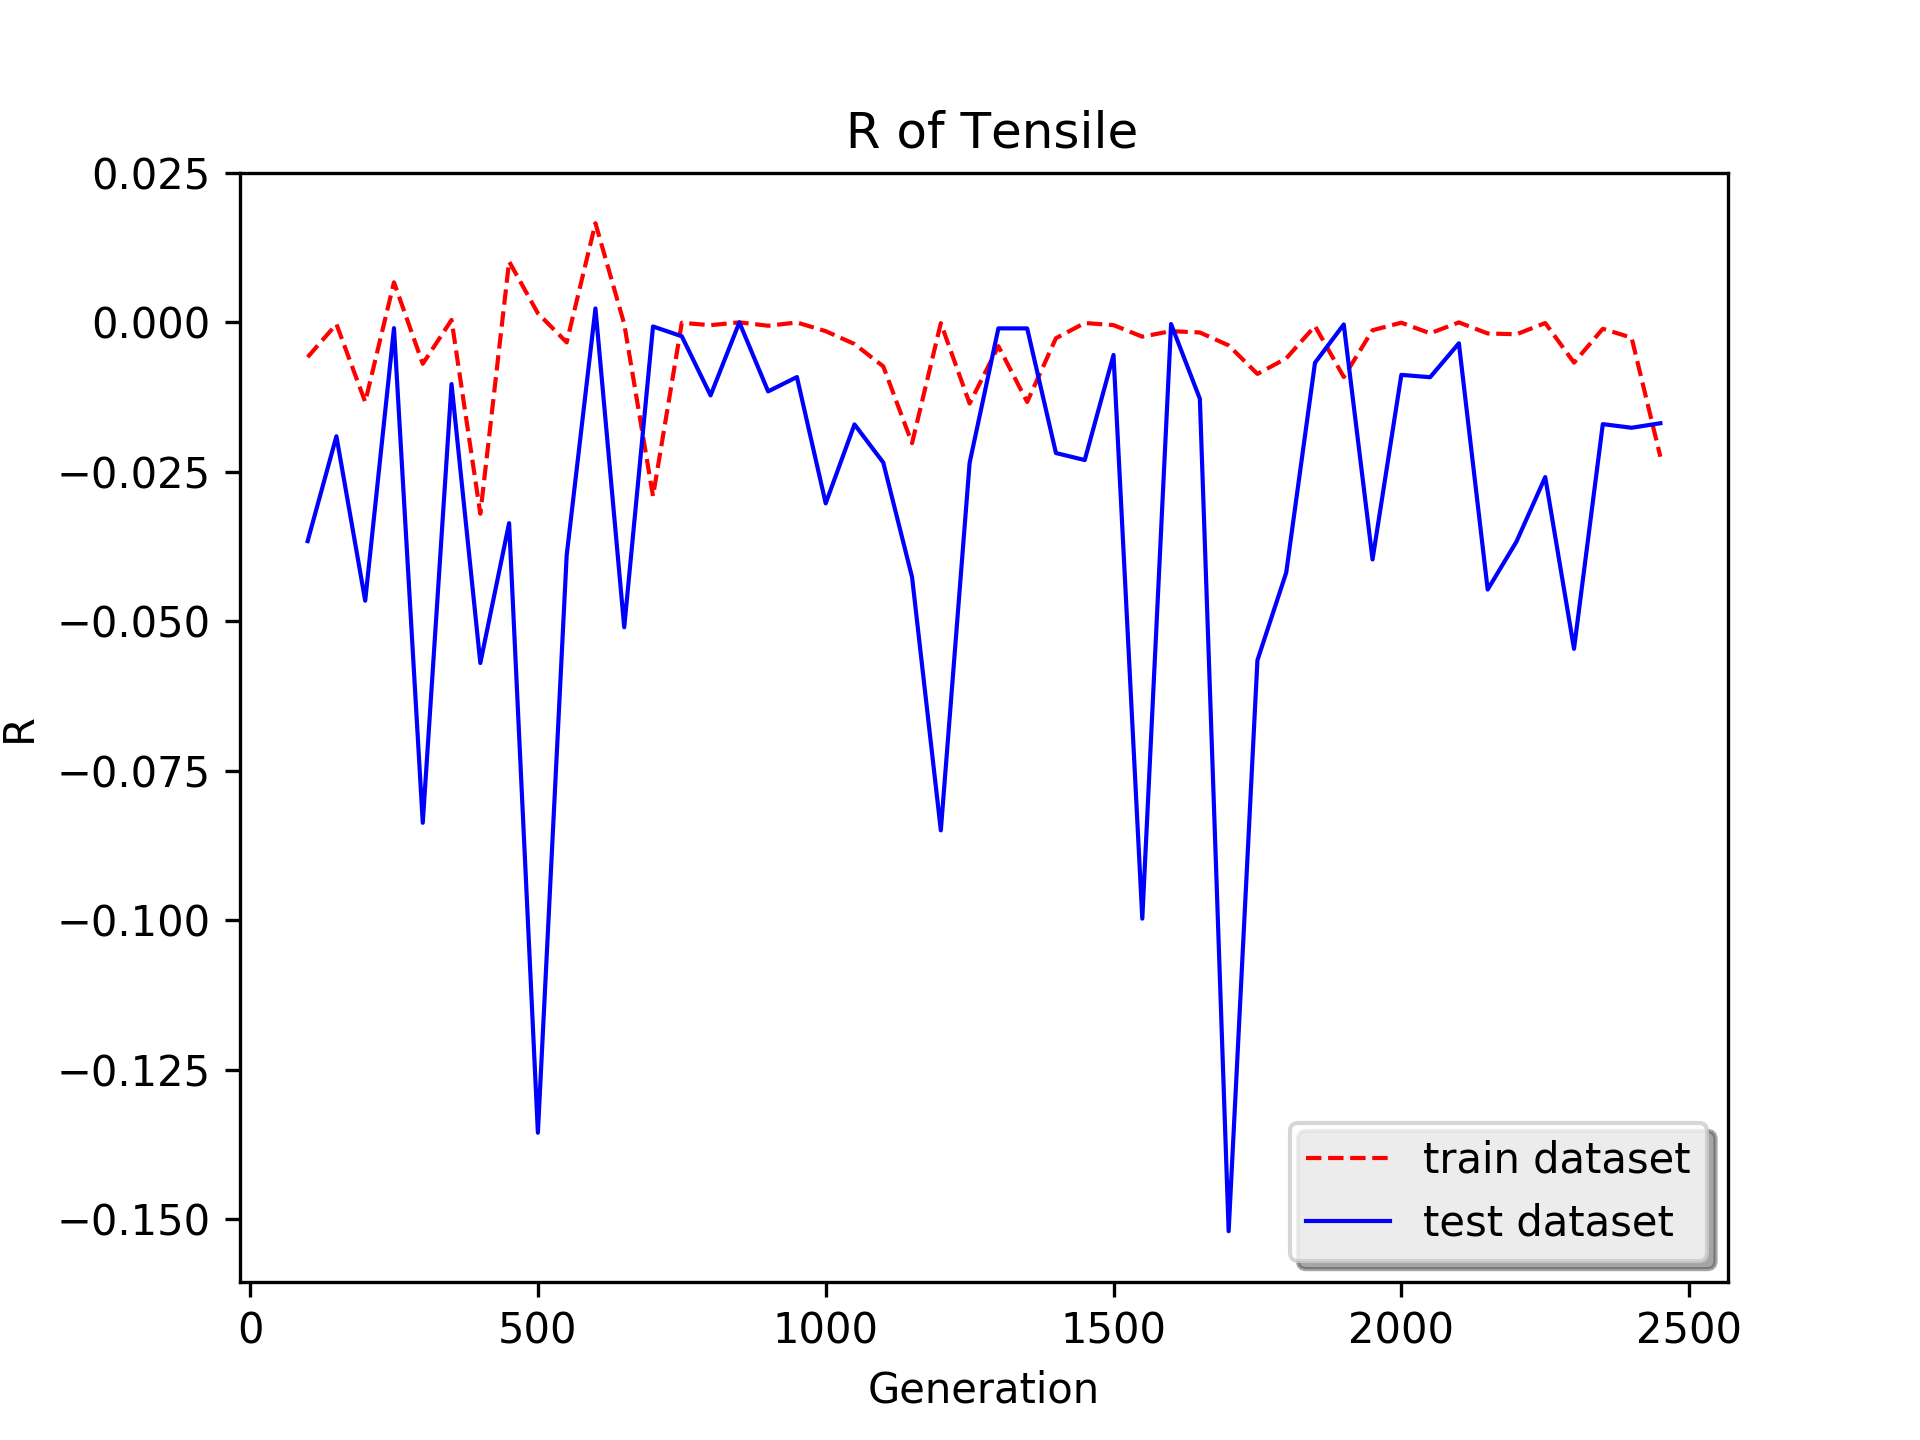 R of Tensile
0.025
0.000
−0.025
−0.050
−0.075
−0.100
−0.125
−0.150
R
train dataset
test dataset
0 500 1000 1500 2000 2500
Generation